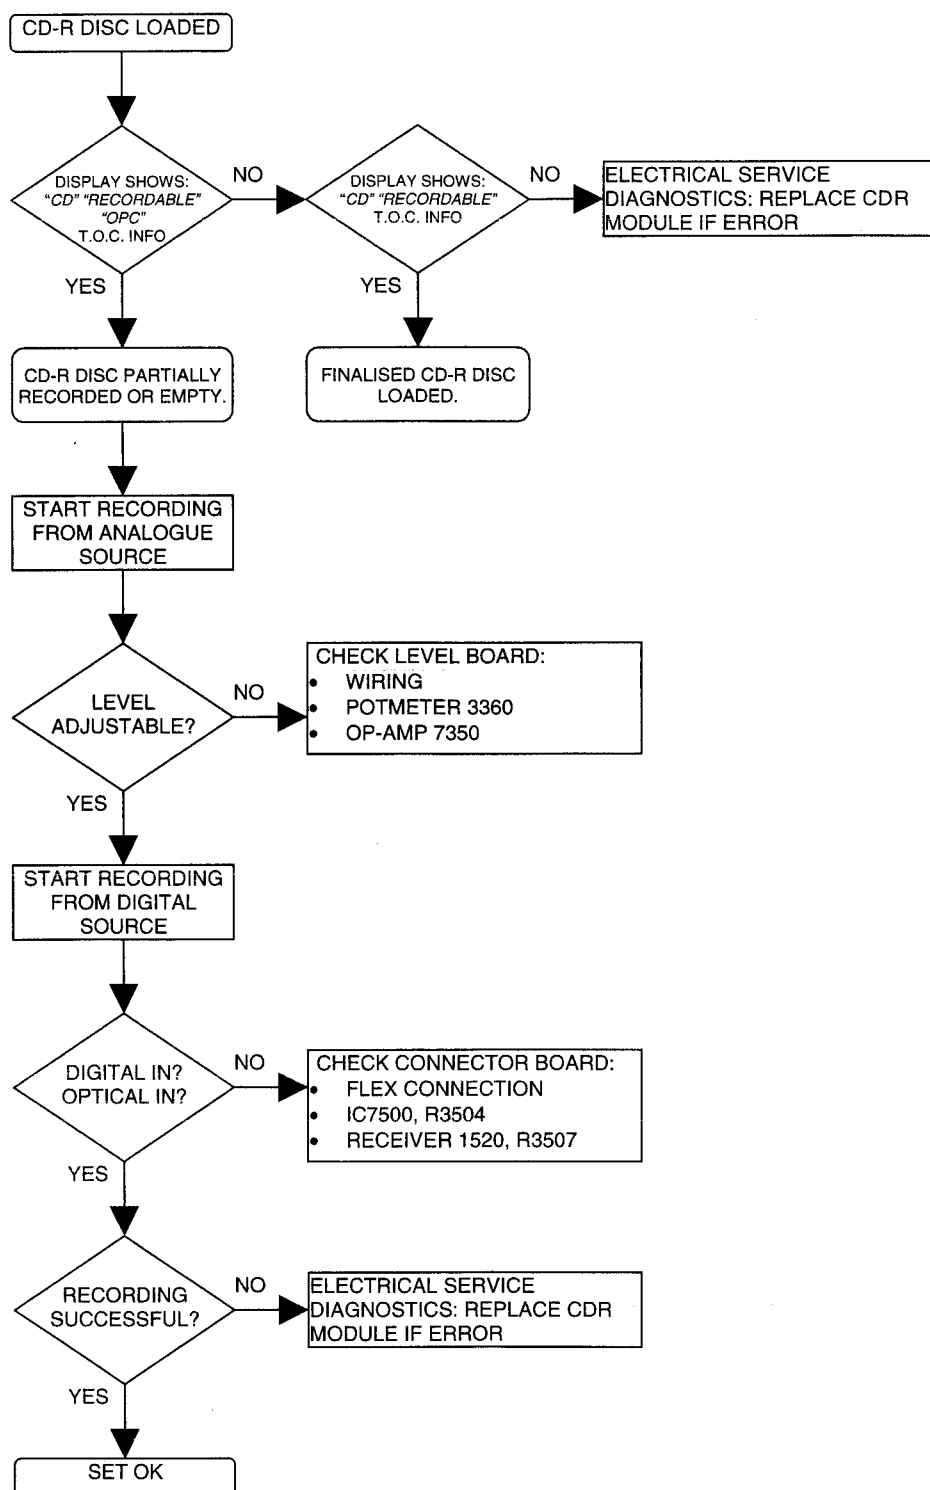 CD-R DISC LOADED
DISPLAY SHOWS:
"CD" "RECORDABLE"
"OPC"
T.O.C. INFO
NO
DISPLAY SHOWS:
"CD" "RECORDABLE"
T.O.C. INFO
NO
ELECTRICAL SERVICE
DIAGNOSTICS: REPLACE CDR
MODULE IF ERROR
YES
YES
CD-R DISC PARTIALLY
RECORDED OR EMPTY.
FINALISED CD-R DISC
LOADED.
START RECORDING
FROM ANALOGUE
SOURCE
LEVEL
ADJUSTABLE?
NO
CHECK LEVEL BOARD:
• WIRING
• POTMETER 3360
• OP-AMP 7350
YES
START RECORDING
FROM DIGITAL
SOURCE
DIGITAL IN?
OPTICAL IN?
NO
CHECK CONNECTOR BOARD:
• FLEX CONNECTION
• IC7500, R3504
• RECEIVER 1520, R3507
YES
RECORDING
SUCCESSFUL?
NO
ELECTRICAL SERVICE
DIAGNOSTICS: REPLACE CDR
MODULE IF ERROR
YES
SET OK